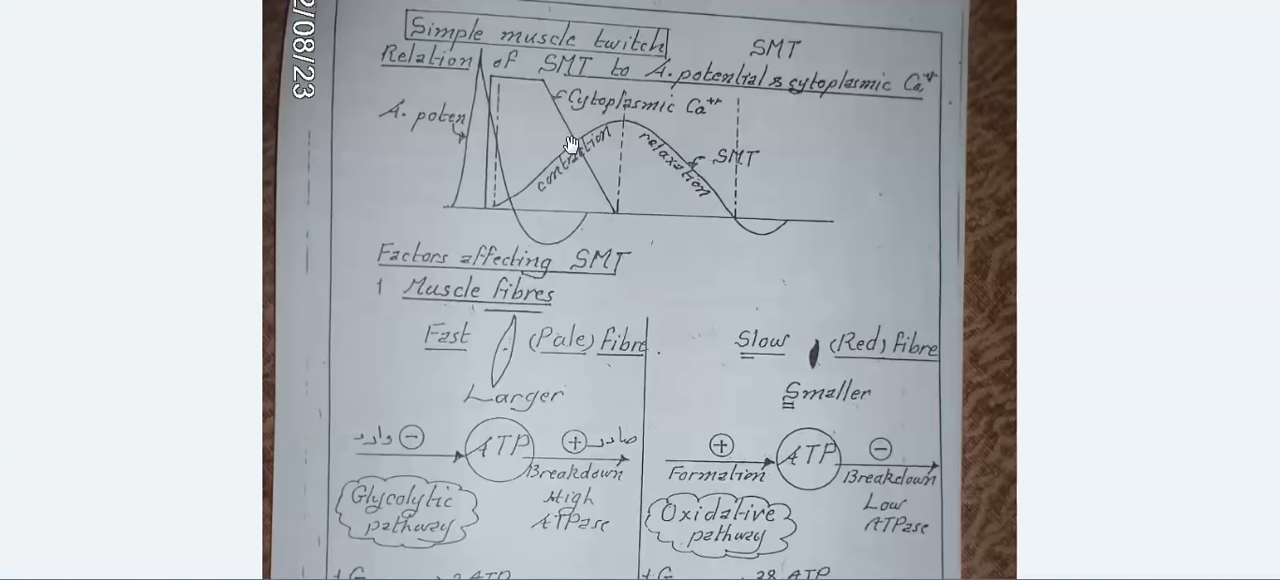 2/08/23
Simple muscle twitch
SMT
Relation of SMT to A. potential & cytoplasmic Ca++
Cytoplasmic Ca++
A. poten
contraction
relaxation
SMT
Factors affecting SMT
1 Muscle fibres
Fast (Pale) fibre.
Slow (Red) fibre
Larger
Smaller
وارد - ATP + صادر
+ ATP -
Breakdown
Formation Breakdown
Glycolytic pathway
High ATPase
Oxidative pathway
Low ATPase